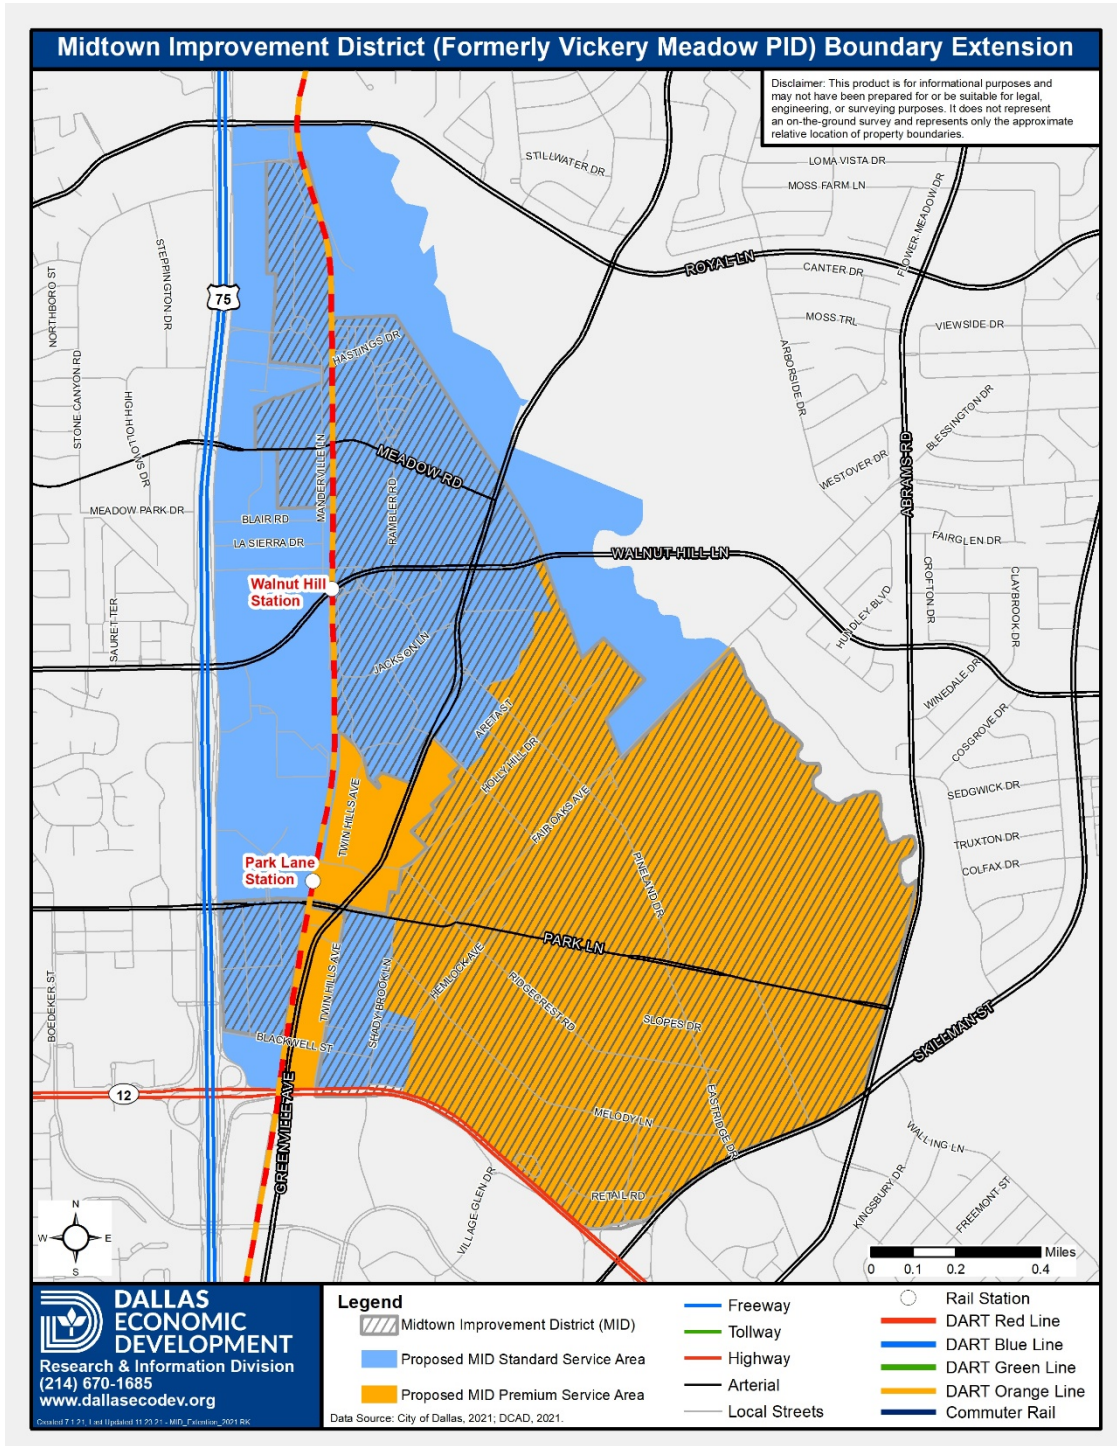 Midtown Improvement District (Formerly Vickery Meadow PID) Boundary Extension
Disclaimer: This product is for informational purposes and
may not have been prepared for or be suitable for legal,
engineering, or surveying purposes. It does not represent
an on-the-ground survey and represents only the approximate
relative location of property boundaries.
STILLWATER DR
LOMA VISTA DR
MOSS FARM LN
FLOWER MEADOW DR
ROYAL LN
CANTER DR
STEPPINGTON DR
NORTHBORO ST
75
MOSS TRL
VIEWSIDE DR
HASTINGS DR
ARBORSIDE DR
STONE CANYON RD
HIGH HOLLOWS DR
BLESSINGTON DR
MANDERVILLE LN
MEADOW RD
WESTOVER DR
ABRAMS RD
RAMBLER RD
MEADOW PARK DR
BLAIR RD
LA SIERRA DR
FAIRGLEN DR
WALNUT HILL LN
Walnut Hill
Station
CROFTON DR
CLAYBROOK DR
HUNDLEY BLVD
SAURET TER
JACKSON LN
WINEDALE DR
ARETA ST
COSGROVE DR
HOLLY HILL DR
SEDGWICK DR
TWIN HILLS AVE
FAIR OAKS AVE
TRUXTON DR
COLFAX DR
Park Lane
Station
PINELAND DR
PARK LN
HEMLOCK AVE
RIDGECREST RD
TWIN HILLS AVE
SHADY BROOK LN
BOEDEKER ST
SLOPES DR
SKILLMAN ST
BLACKWELL ST
12
GREENVILLE AVE
MELODY LN
EASTRIDGE DR
WALLING LN
VILLAGE GLEN DR
RETAIL RD
KINGSBURY DR
FREEMONT ST
N
W E
S
Miles
0 0.1 0.2 0.4
DALLAS
ECONOMIC
DEVELOPMENT
Research & Information Division
(214) 670-1685
www.dallasecodev.org
Created 7.1.21, Last Updated 11.23.21 - MID_Extention_2021 RK
Legend
Midtown Improvement District (MID)
Proposed MID Standard Service Area
Proposed MID Premium Service Area
Data Source: City of Dallas, 2021; DCAD, 2021.
Freeway
Tollway
Highway
Arterial
Local Streets
Rail Station
DART Red Line
DART Blue Line
DART Green Line
DART Orange Line
Commuter Rail